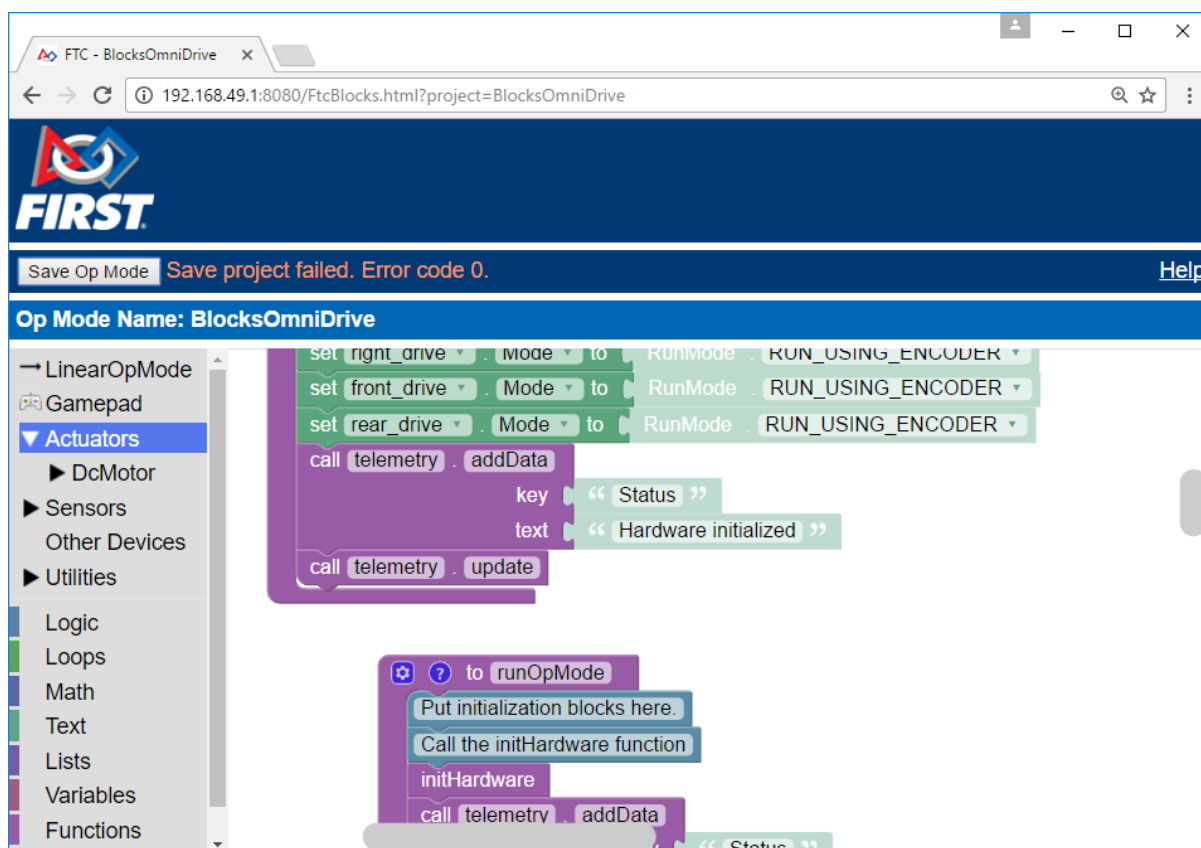 FTC - BlocksOmniDrive
192.168.49.1:8080/FtcBlocks.html?project=BlocksOmniDrive
FIRST
Save Op Mode Save project failed. Error code 0. Help
Op Mode Name: BlocksOmniDrive
LinearOpMode
Gamepad
Actuators
DcMotor
Sensors
Other Devices
Utilities
Logic
Loops
Math
Text
Lists
Variables
Functions
set right_drive . Mode to RunMode . RUN_USING_ENCODER
set front_drive . Mode to RunMode . RUN_USING_ENCODER
set rear_drive . Mode to RunMode . RUN_USING_ENCODER
call telemetry . addData
key “ Status ”
text “ Hardware initialized ”
call telemetry . update
? to runOpMode
Put initialization blocks here.
Call the initHardware function
initHardware
call telemetry . addData
“ Status ”